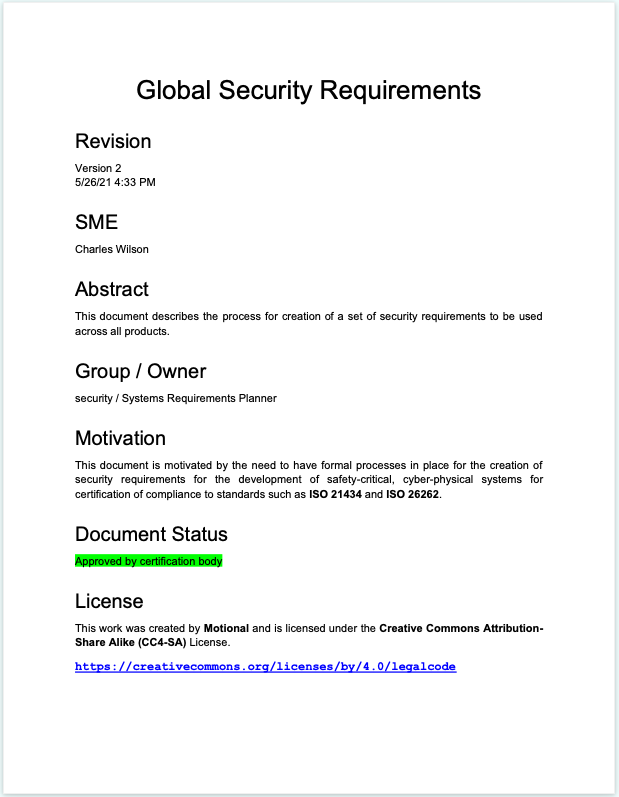 Global Security Requirements
Revision
Version 2
5/26/21 4:33 PM
SME
Charles Wilson
Abstract
This document describes the process for creation of a set of security requirements to be used
across all products.
Group / Owner
security / Systems Requirements Planner
Motivation
This document is motivated by the need to have formal processes in place for the creation of
security requirements for the development of safety-critical, cyber-physical systems for
certification of compliance to standards such as ISO 21434 and ISO 26262.
Document Status
Approved by certification body
License
This work was created by Motional and is licensed under the Creative Commons Attribution-
Share Alike (CC4-SA) License.
https://creativecommons.org/licenses/by/4.0/legalcode